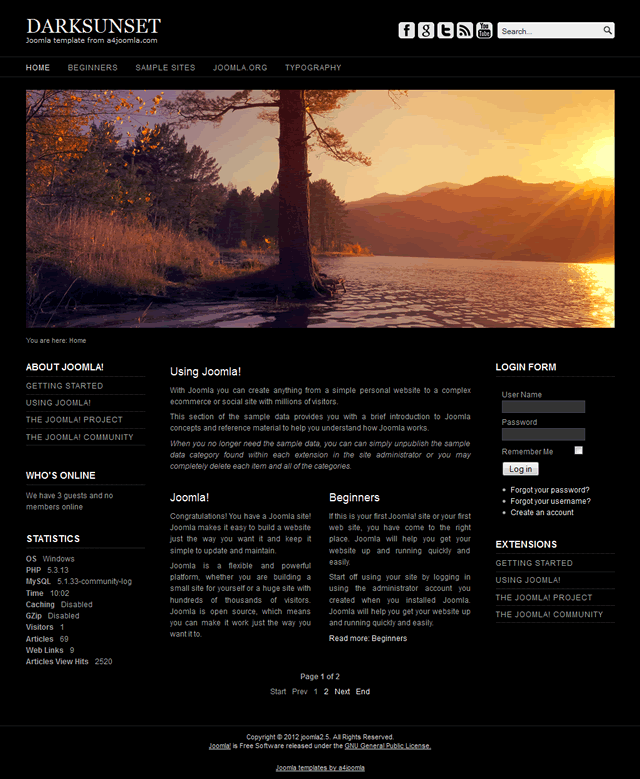 DARKSUNSET
Joomla template from a4joomla.com
Search...
You Tube
HOME BEGINNERS SAMPLE SITES JOOMLA.ORG TYPOGRAPHY
You are here: Home
ABOUT JOOMLA!
GETTING STARTED
USING JOOMLA!
THE JOOMLA! PROJECT
THE JOOMLA! COMMUNITY
WHO'S ONLINE
We have 3 guests and no
members online
STATISTICS
OS Windows
PHP 5.3.13
MySQL 5.1.33-community-log
Time 10:02
Caching Disabled
GZip Disabled
Visitors 1
Articles 69
Web Links 9
Articles View Hits 2520
Using Joomla!
With Joomla you can create anything from a simple personal website to a complex
ecommerce or social site with millions of visitors.
This section of the sample data provides you with a brief introduction to Joomla
concepts and reference material to help you understand how Joomla works.
When you no longer need the sample data, you can can simply unpublish the sample
data category found within each extension in the site administrator or you may
completely delete each item and all of the categories.
Joomla!
Congratulations! You have a Joomla site!
Joomla makes it easy to build a website
just the way you want it and keep it
simple to update and maintain.
Joomla is a flexible and powerful
platform, whether you are building a
small site for yourself or a huge site with
hundreds of thousands of visitors.
Joomla is open source, which means
you can make it work just the way you
want it to.
Beginners
If this is your first Joomla! site or your first
web site, you have come to the right
place. Joomla will help you get your
website up and running quickly and
easily.
Start off using your site by logging in
using the administrator account you
created when you installed Joomla.
Joomla will help you get your website up
and running quickly and easily.
Read more: Beginners
Page 1 of 2
Start Prev 1 2 Next End
LOGIN FORM
User Name
Password
Remember Me
Log in
Forgot your password?
Forgot your username?
Create an account
EXTENSIONS
GETTING STARTED
USING JOOMLA!
THE JOOMLA! PROJECT
THE JOOMLA! COMMUNITY
Copyright © 2012 joomla2.5. All Rights Reserved.
Joomla! is Free Software released under the GNU General Public License.
Joomla templates by a4joomla